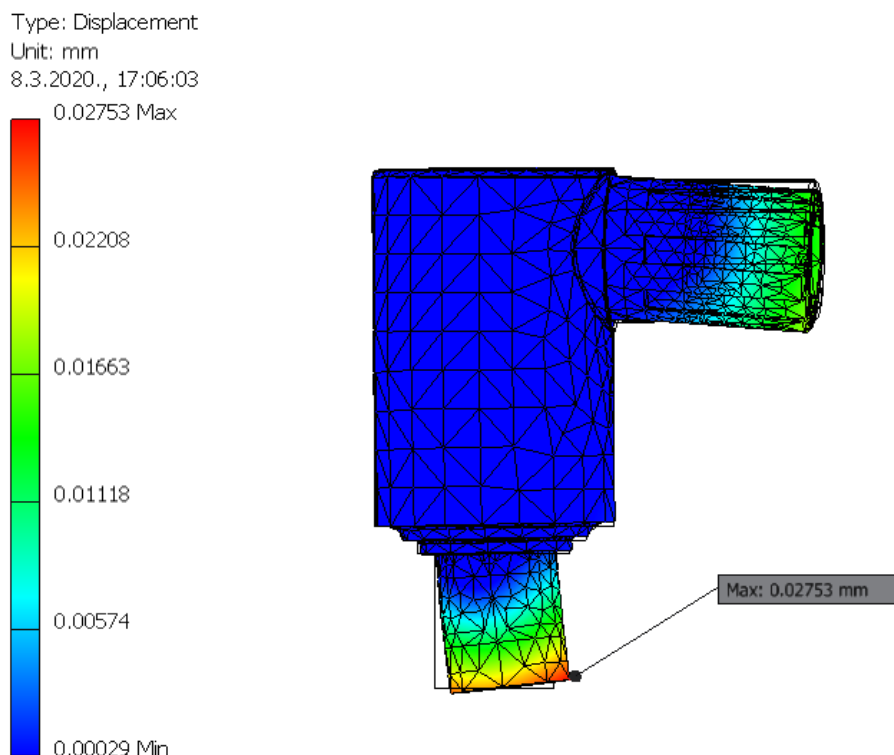 Type: Displacement
Unit: mm
8.3.2020., 17:06:03
0.02753 Max
0.02208
0.01663
0.01118
0.00574
0.00029 Min
Max: 0.02753 mm